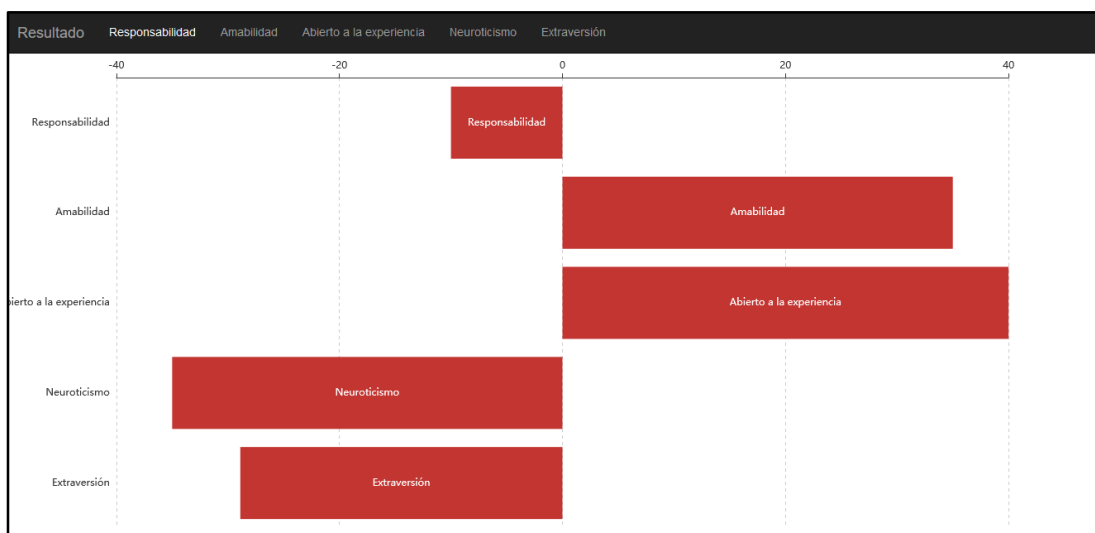 Resultado Responsabilidad Amabilidad Abierto a la experiencia Neuroticismo Extraversión
-40 -20 0 20 40
Responsabilidad Responsabilidad
Amabilidad Amabilidad
bierto a la experiencia Abierto a la experiencia
Neuroticismo Neuroticismo
Extraversión Extraversión